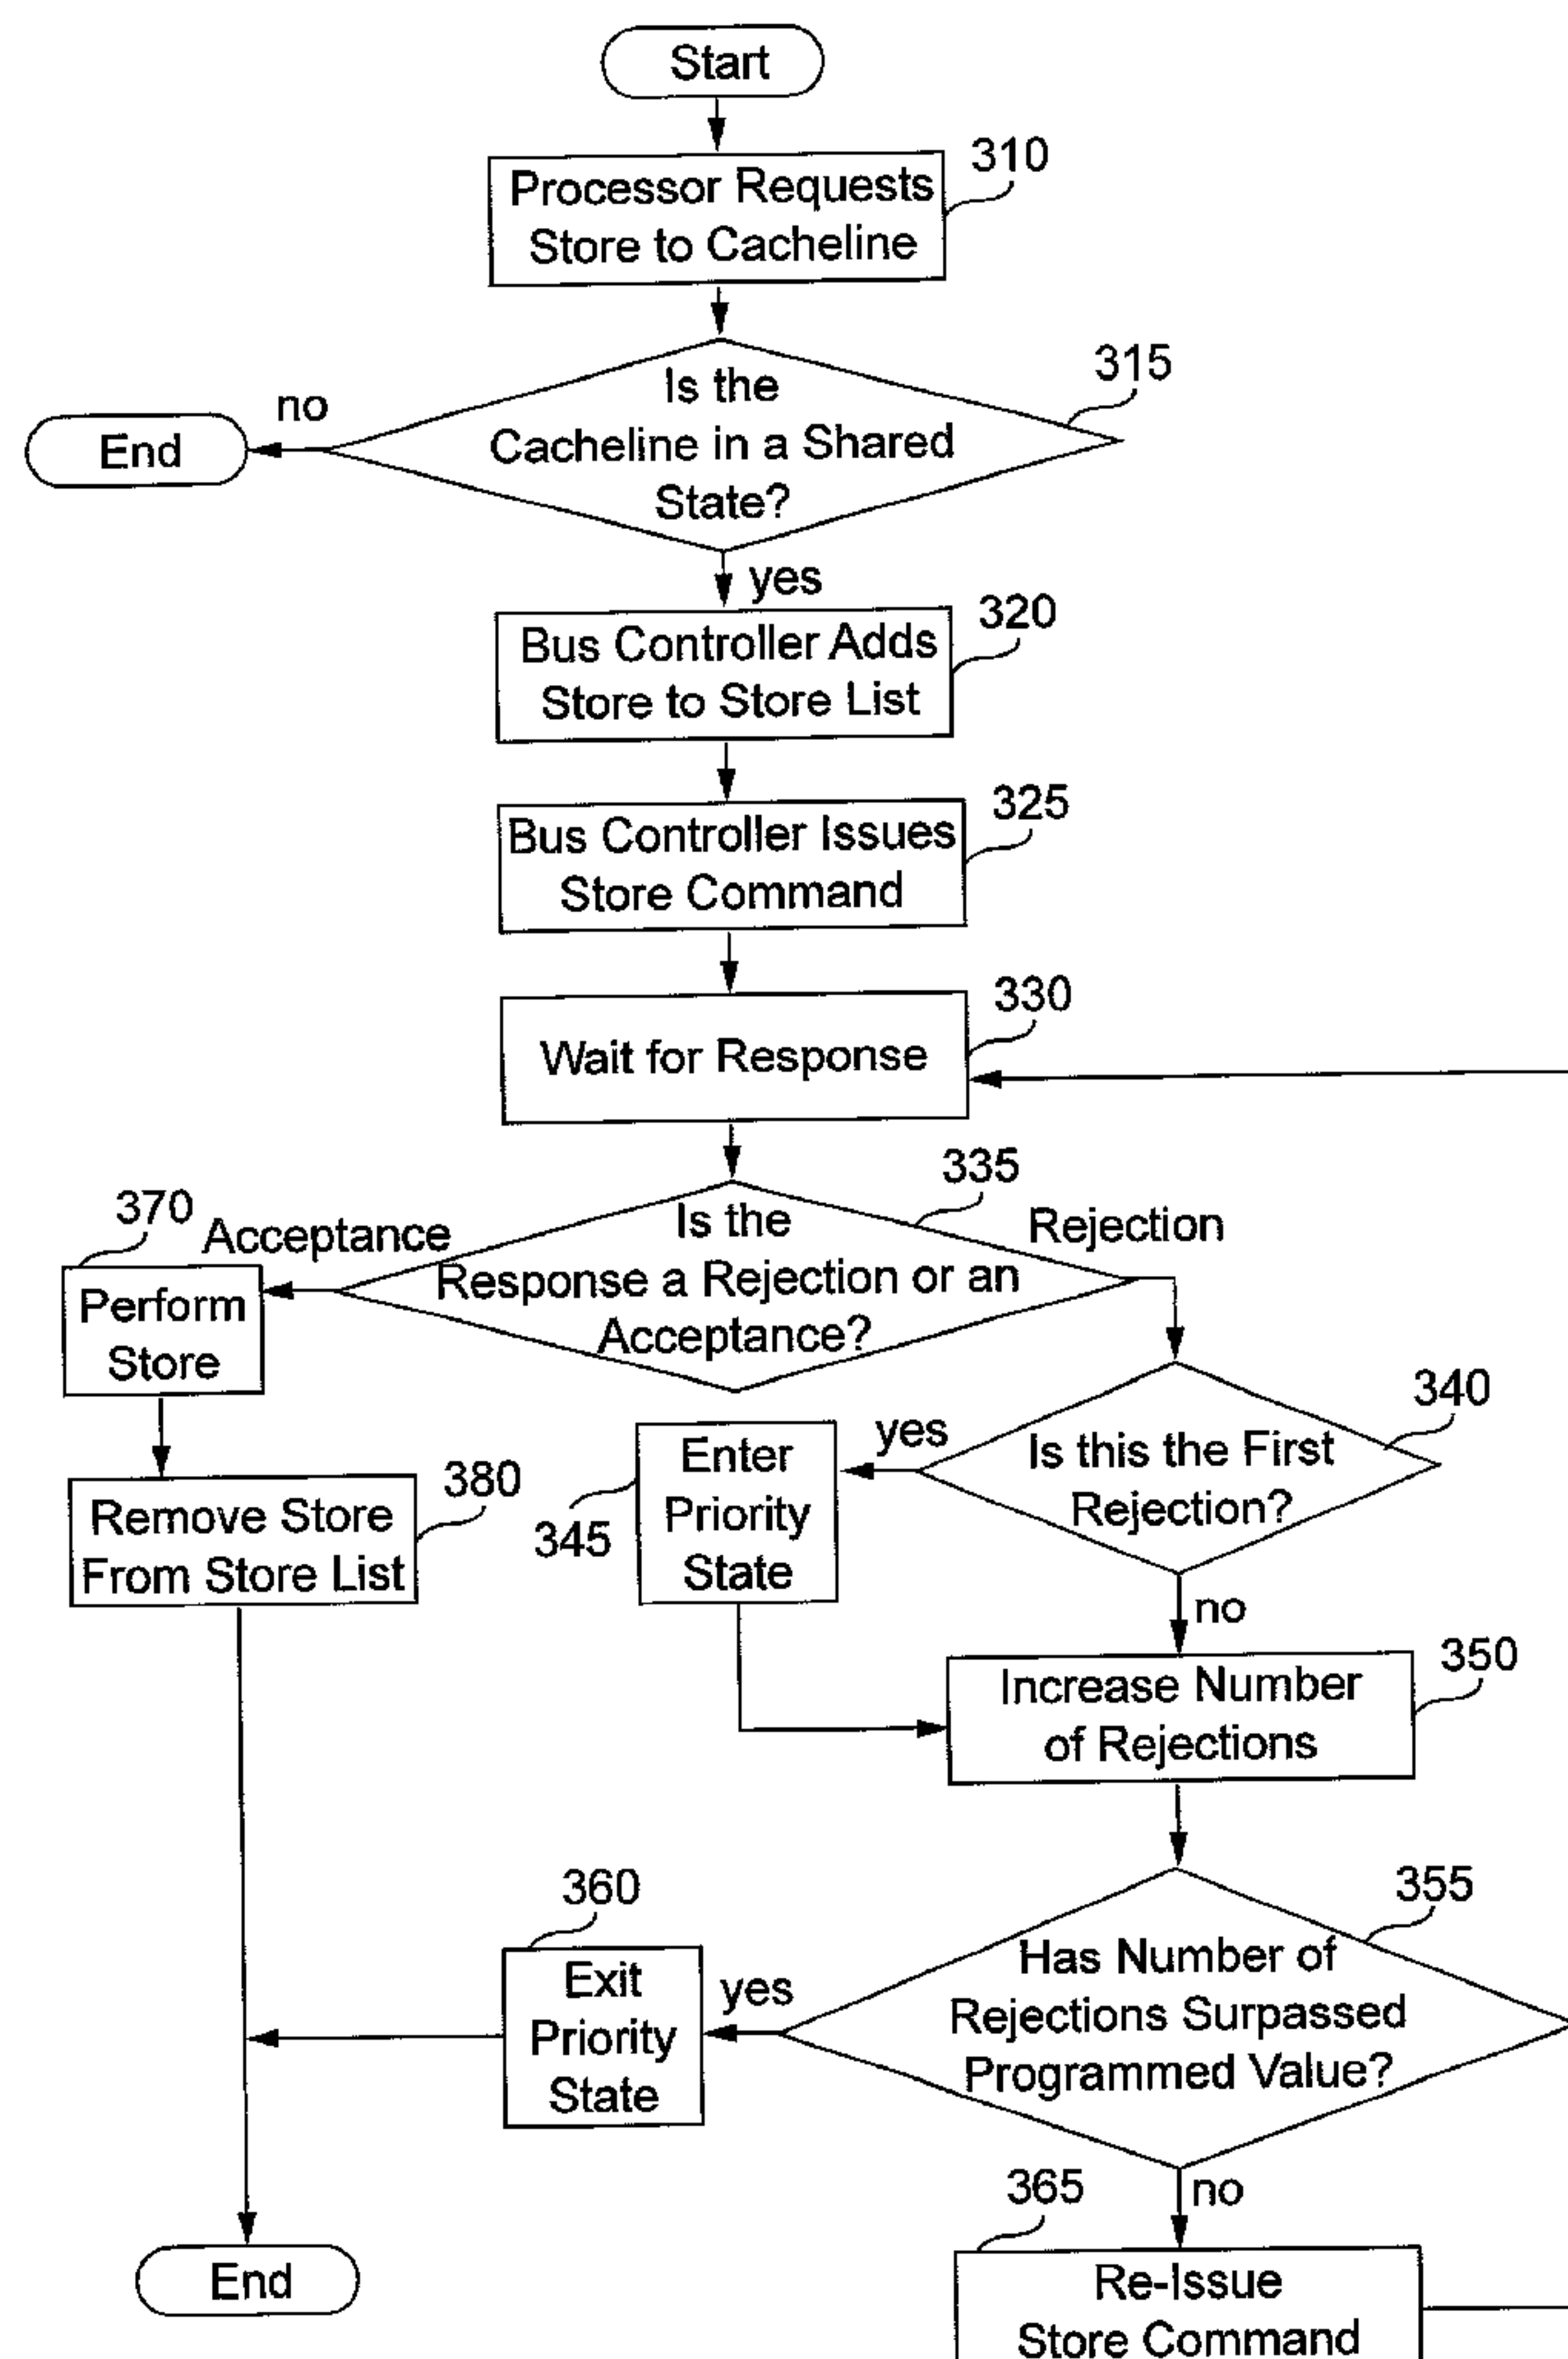 Start
310
Processor Requests
Store to Cacheline
315
Is the
Cacheline in a Shared
State?
no
End
yes
320
Bus Controller Adds
Store to Store List
325
Bus Controller Issues
Store Command
330
Wait for Response
335
Is the
Response a Rejection or an
Acceptance?
Acceptance
Rejection
370
Perform
Store
380
Remove Store
From Store List
340
Is this the First
Rejection?
yes
345
Enter
Priority
State
no
350
Increase Number
of Rejections
355
Has Number of
Rejections Surpassed
Programmed Value?
yes
360
Exit
Priority
State
no
365
Re-Issue
Store Command
End